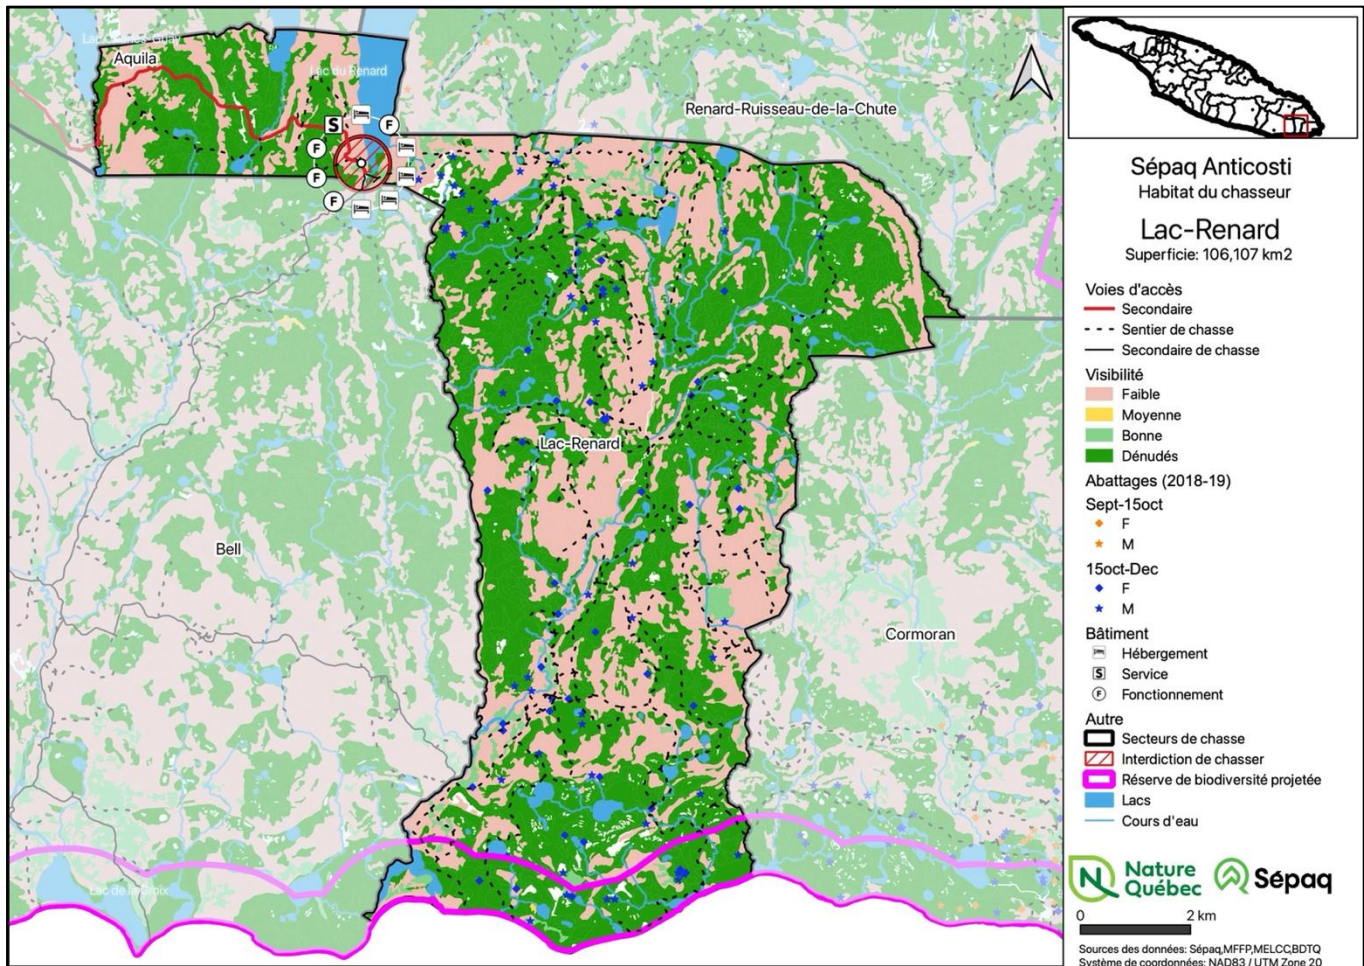 Lac du Renard
Aquila
Renard-Ruisseau-de-la-Chute
S
F
F
F
F
Lac-Renard
Bell
Cormoran
Lac de la Croix
N
Sépaq Anticosti
Habitat du chasseur
Lac-Renard
Superficie: 106,107 km2
Voies d'accès
Secondaire
Sentier de chasse
Secondaire de chasse
Visibilité
Faible
Moyenne
Bonne
Dénudés
Abattages (2018-19)
Sept-15oct
F
M
15oct-Dec
F
M
Bâtiment
Hébergement
S Service
F Fonctionnement
Autre
Secteurs de chasse
Interdiction de chasser
Réserve de biodiversité projetée
Lacs
Cours d'eau
Nature
Québec
Sépaq
0 2 km
Sources des données: Sépaq,MFFP,MELCC,BDTQ
Système de coordonnées: NAD83 / UTM Zone 20